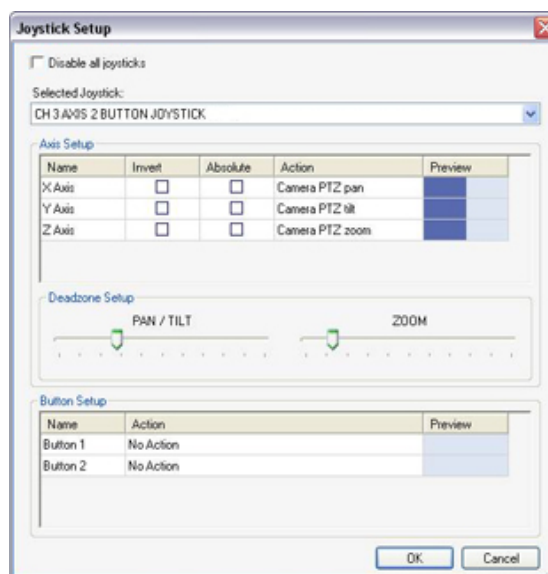 Joystick Setup
Disable all joysticks
Selected Joystick:
CH 3 AXIS 2 BUTTON JOYSTICK
Axis Setup
Name Invert Absolute Action Preview
X Axis Camera PTZ pan
Y Axis Camera PTZ tilt
Z Axis Camera PTZ zoom
Deadzone Setup
PAN / TILT ZOOM
Button Setup
Name Action Preview
Button 1 No Action
Button 2 No Action
OK Cancel